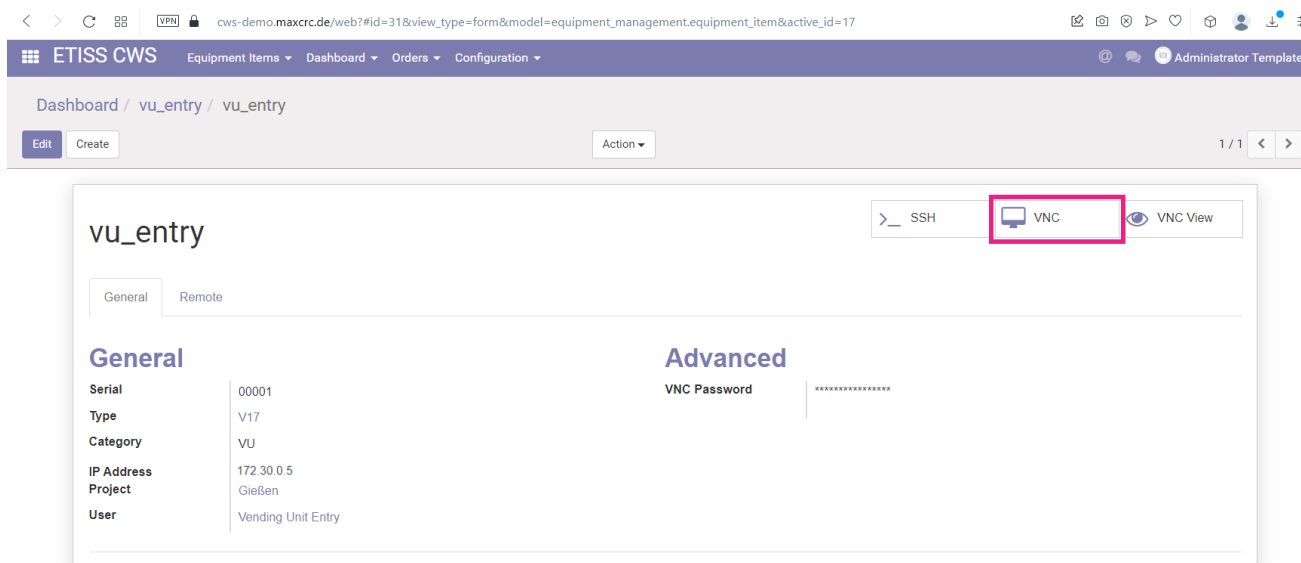 VPN cws-demo.maxcrc.de/web?#id=31&view_type=form&model=equipment_management.equipment_item&active_id=17
ETISS CWS Equipment Items Dashboard Orders Configuration @ Administrator Template
Dashboard / vu_entry / vu_entry
Edit Create Action 1 / 1
vu_entry
>_ SSH VNC VNC View
General Remote
General Advanced
Serial 00001 VNC Password ****************
Type V17
Category VU
IP Address 172.30.0.5
Project Gießen
User Vending Unit Entry